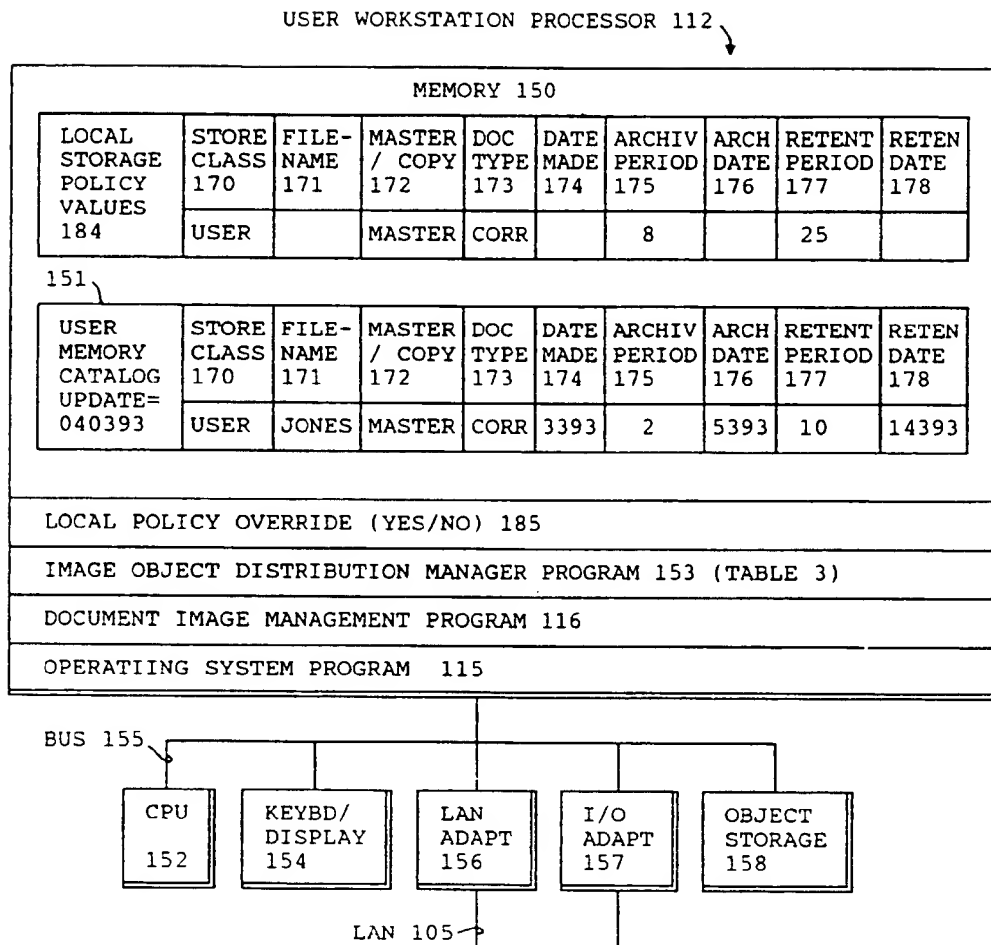 USER WORKSTATION PROCESSOR 112
MEMORY 150
LOCAL STORAGE POLICY VALUES 184
STORE CLASS 170
FILE- NAME 171
MASTER / COPY 172
DOC TYPE 173
DATE MADE 174
ARCHIV PERIOD 175
ARCH DATE 176
RETENT PERIOD 177
RETEN DATE 178
USER MASTER CORR 8 25
151
USER MEMORY CATALOG UPDATE= 040393
STORE CLASS 170
FILE- NAME 171
MASTER / COPY 172
DOC TYPE 173
DATE MADE 174
ARCHIV PERIOD 175
ARCH DATE 176
RETENT PERIOD 177
RETEN DATE 178
USER JONES MASTER CORR 3393 2 5393 10 14393
LOCAL POLICY OVERRIDE (YES/NO) 185
IMAGE OBJECT DISTRIBUTION MANAGER PROGRAM 153 (TABLE 3)
DOCUMENT IMAGE MANAGEMENT PROGRAM 116
OPERATIING SYSTEM PROGRAM 115
BUS 155
CPU 152
KEYBD/ DISPLAY 154
LAN ADAPT 156
I/O ADAPT 157
OBJECT STORAGE 158
LAN 105